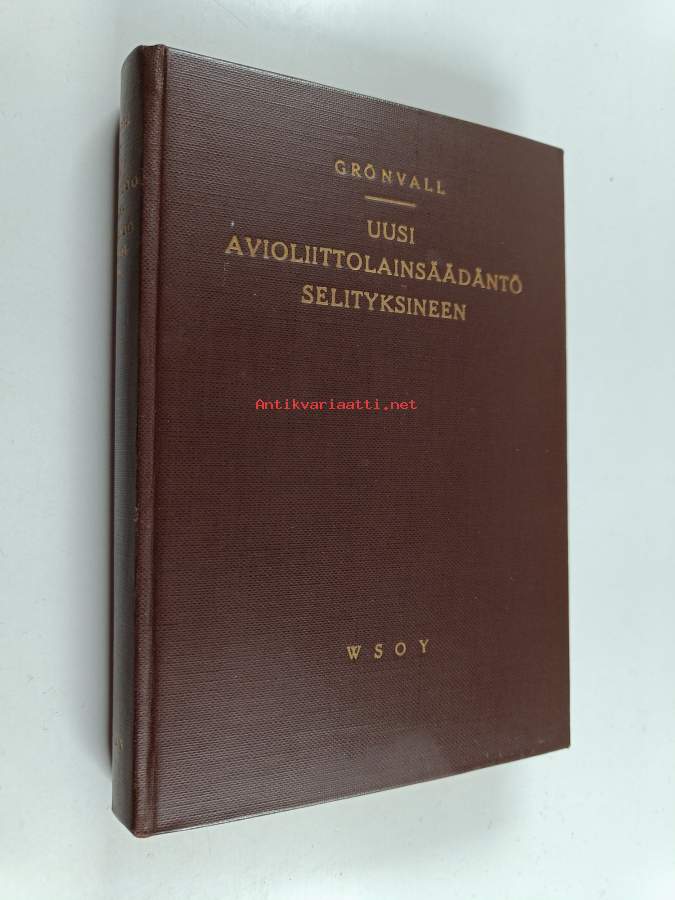 GRÖNVALL
UUSI
AVIOLIITTOLAINSÄÄDÄNTÖ
SELITYKSINEEN
Antikvariaatti.net
WSOY